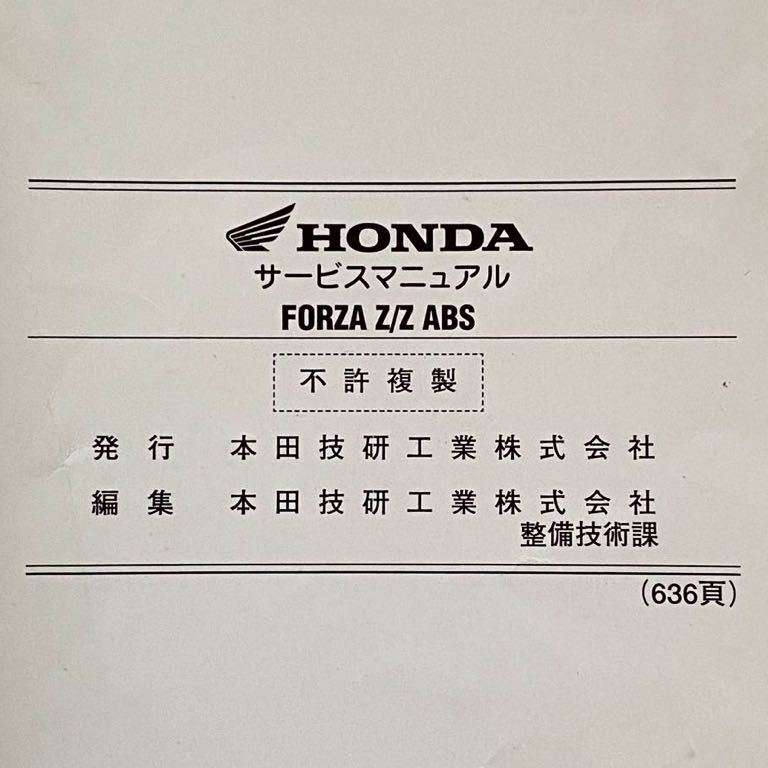 HONDA
サービスマニュアル
FORZA Z/Z ABS
不許複製
発行 本田技研工業株式会社
編集 本田技研工業株式会社
整備技術課
(636頁)